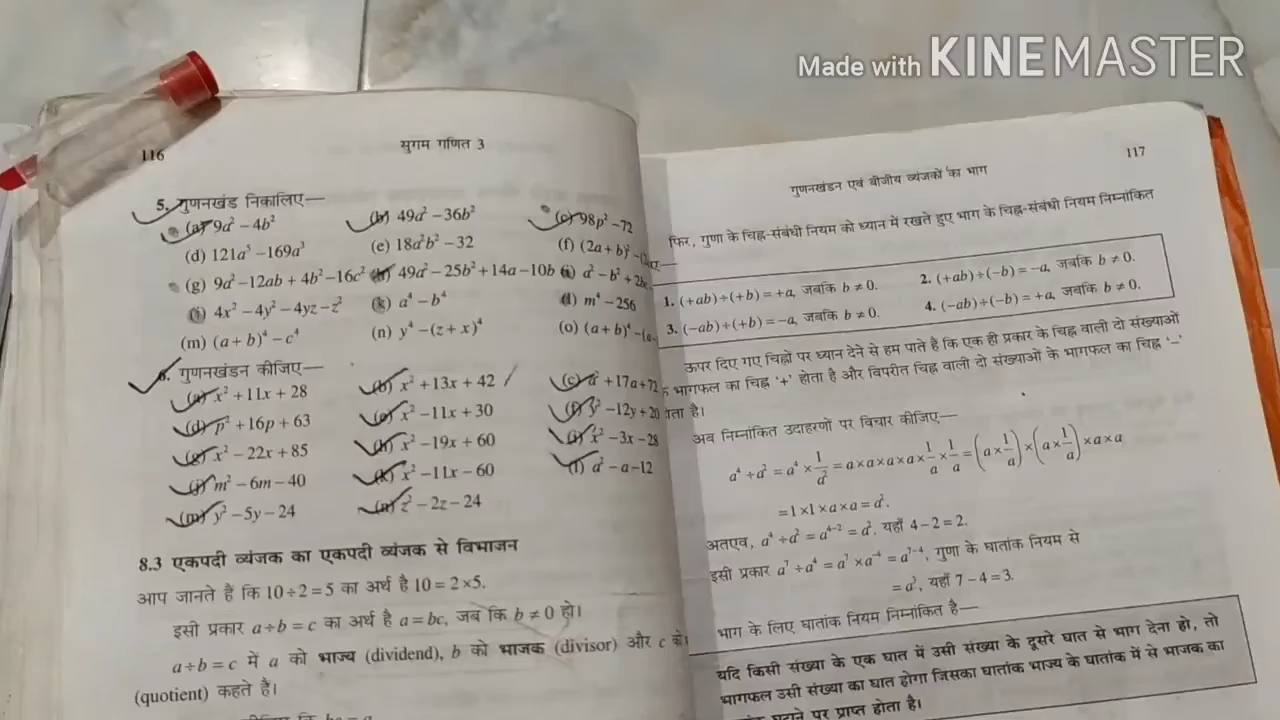 Made with KINEMASTER
116
सुगम गणित 3
5. गुणनखंड निकालिए—
(a) 9a² – 4b² (b) 49a² – 36b² (c) 98p² – 72
(d) 121a⁵ – 169a³ (e) 18a²b² – 32 (f) (2a + b)² –
(g) 9a² – 12ab + 4b² – 16c² (h) 49a² – 25b² + 14a – 10b (i) a² – b² +
(j) 4x² – 4y² – 4yz – z² (k) a⁴ – b⁴ (l) m⁴ – 256
(m) (a + b)⁴ – c⁴ (n) y⁴ – (z + x)⁴ (o) (a + b)⁴ –
6. गुणनखंडन कीजिए—
(a) x² + 11x + 28 (b) x² + 13x + 42 (c) a² + 17a + 72
(d) p² + 16p + 63 (e) x² – 11x + 30 (f) y² – 12y + 20
(g) x² – 22x + 85 (h) x² – 19x + 60 (i) x² – 3x – 28
(j) m² – 6m – 40 (k) x² – 11x – 60 (l) a² – a – 12
(m) y² – 5y – 24 (n) z² – 2z – 24
8.3 एकपदी व्यंजक का एकपदी व्यंजक से विभाजन
आप जानते हैं कि 10 ÷ 2 = 5 का अर्थ है 10 = 2 × 5.
इसी प्रकार a ÷ b = c का अर्थ है a = bc, जब कि b ≠ 0 हो।
a ÷ b = c में a को भाज्य (dividend), b को भाजक (divisor) और c को
(quotient) कहते हैं।
117
गुणनखंडन एवं बीजीय व्यंजकों का भाग
फिर, गुणा के चिह्न-संबंधी नियम को ध्यान में रखते हुए भाग के चिह्न-संबंधी नियम निम्नांकित
1. (+ab) ÷ (+b) = +a, जबकि b ≠ 0. 2. (+ab) ÷ (–b) = –a, जबकि b ≠ 0.
3. (–ab) ÷ (+b) = –a, जबकि b ≠ 0. 4. (–ab) ÷ (–b) = +a, जबकि b ≠ 0.
ऊपर दिए गए चिह्नों पर ध्यान देने से हम पाते है कि एक ही प्रकार के चिह्न वाली दो संख्याओं
भागफल का चिह्न '+' होता है और विपरीत चिह्न वाली दो संख्याओं के भागफल का चिह्न '–'
होता है।
अब निम्नांकित उदाहरणों पर विचार कीजिए—
a⁴ ÷ a² = a⁴ × 1/a² = a × a × a × a × 1/a × 1/a = (a × 1/a) × (a × 1/a) × a × a
= 1 × 1 × a × a = a².
अतएव, a⁴ ÷ a² = a⁴⁻² = a². यहाँ 4 – 2 = 2.
इसी प्रकार a⁷ ÷ a⁴ = a⁷ × a⁻⁴ = a⁷⁻⁴, गुणा के घातांक नियम से
= a³, यहाँ 7 – 4 = 3.
भाग के लिए घातांक नियम निम्नांकित है—
यदि किसी संख्या के एक घात में उसी संख्या के दूसरे घात से भाग देना हो, तो
भागफल उसी संख्या का घात होगा जिसका घातांक भाज्य के घातांक में से भाजक का
घटाने पर प्राप्त होता है।